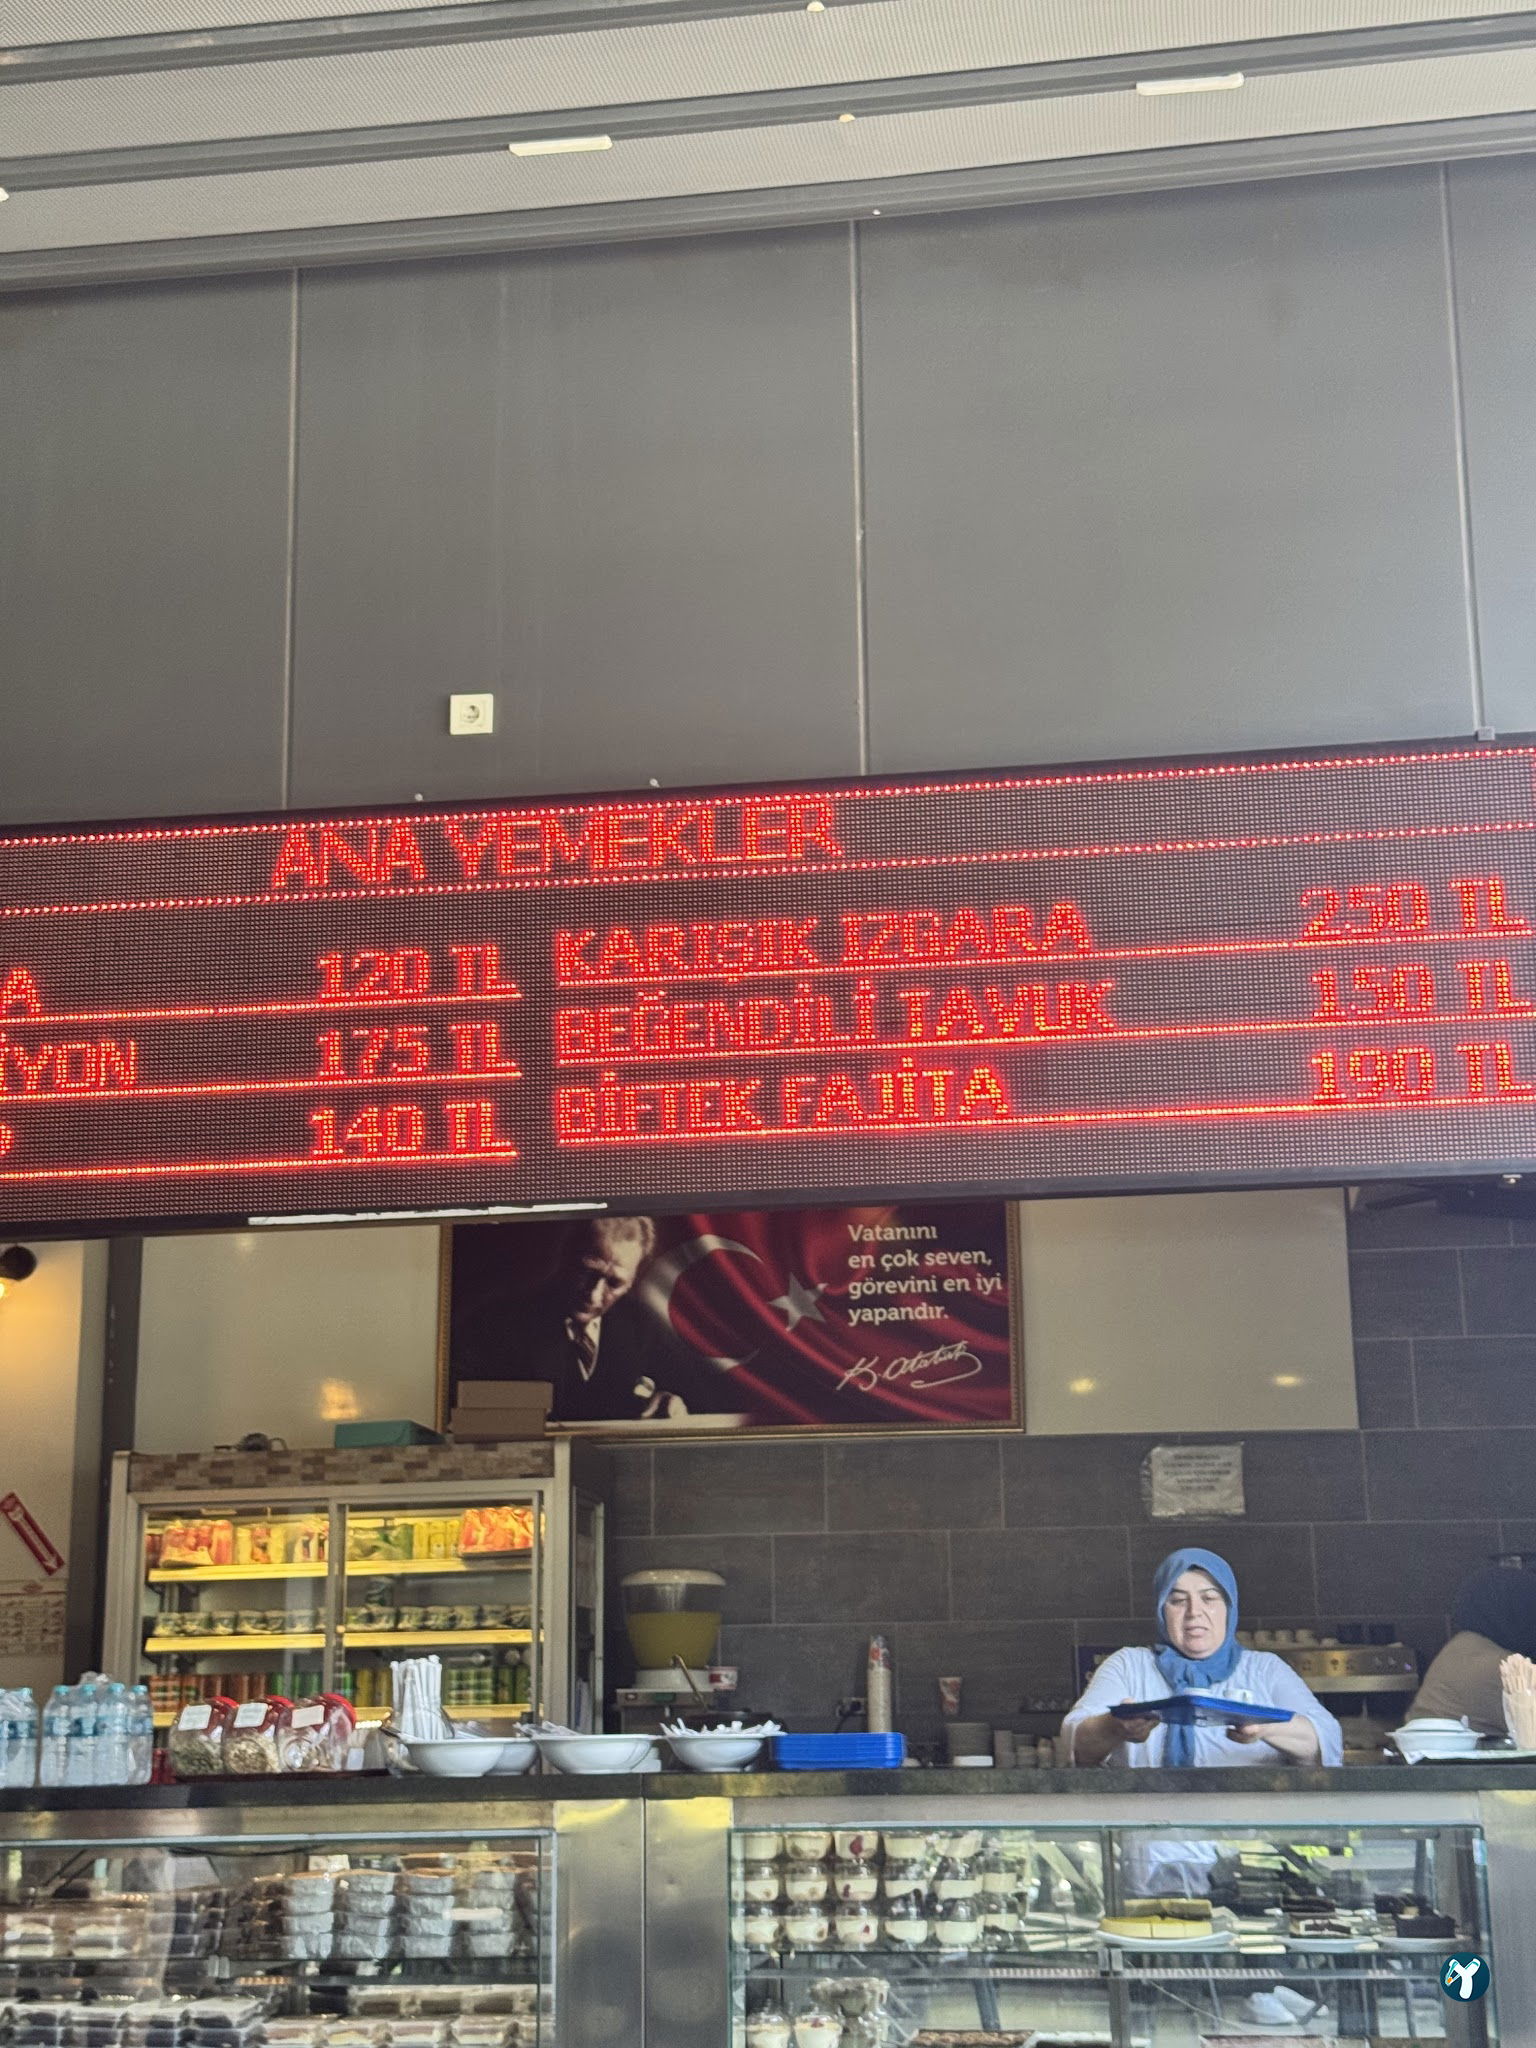 ANA YEMEKLER
120 TL
KARIŞIK IZGARA 250 TL
175 TL
BEĞENDİLİ TAVUK 150 TL
140 TL
BİFTEK FAJİTA 190 TL
Vatanını
en çok seven,
görevini en iyi
yapandır.
K. Atatürk